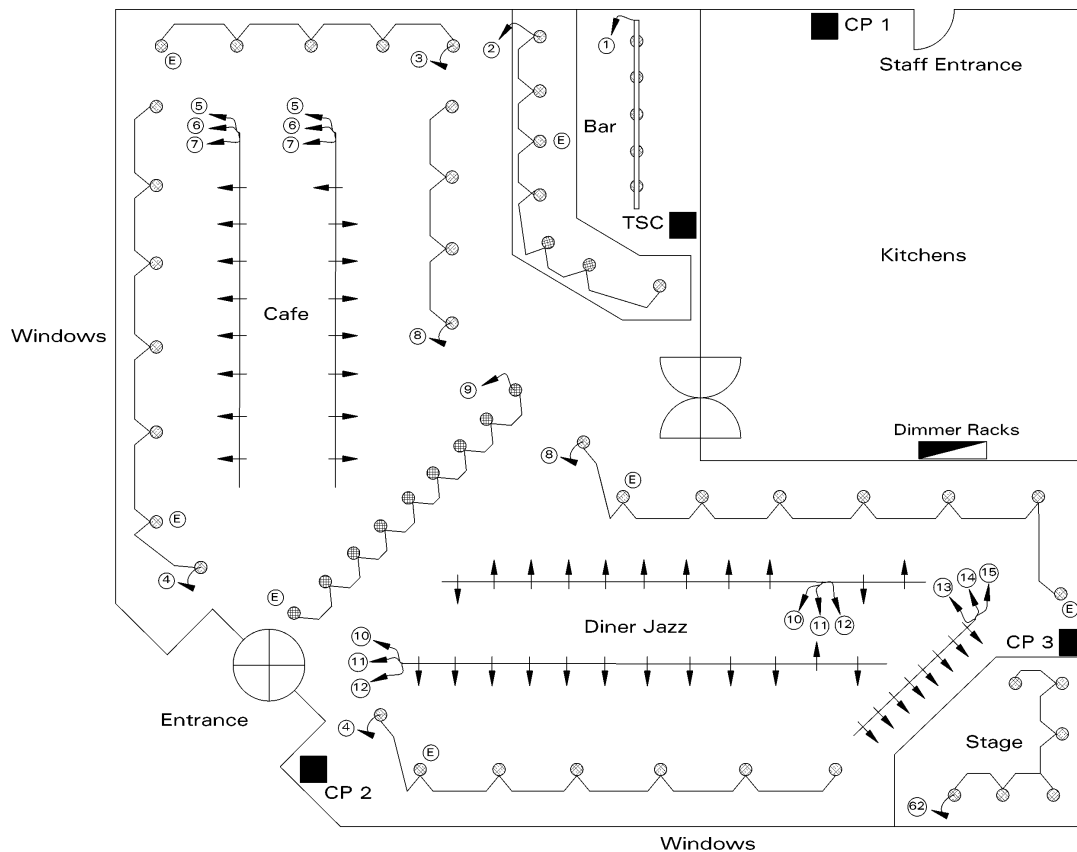 CP 1
Staff Entrance
E
3
2
1
5
6
7
5
6
7
Bar
E
TSC
Kitchens
Cafe
Windows
8
9
Dimmer Racks
8
E
E
4
E
10
11
12
13
14
15
E
Diner Jazz
10
11
12
CP 3
Entrance
4
E
Stage
CP 2
62
Windows